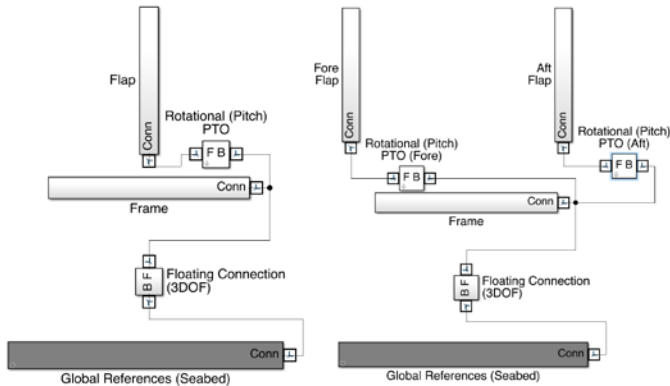 Flap
Conn
Rotational (Pitch)
PTO
F B
Conn
Frame
B F
Floating Connection
(3DOF)
Conn
Global References (Seabed)
Fore
Flap
Conn
Rotational (Pitch)
PTO (Fore)
F B
Aft
Flap
Conn
Rotational (Pitch)
PTO (Aft)
F B
Conn
Frame
B F
Floating Connection
(3DOF)
Conn
Global References (Seabed)